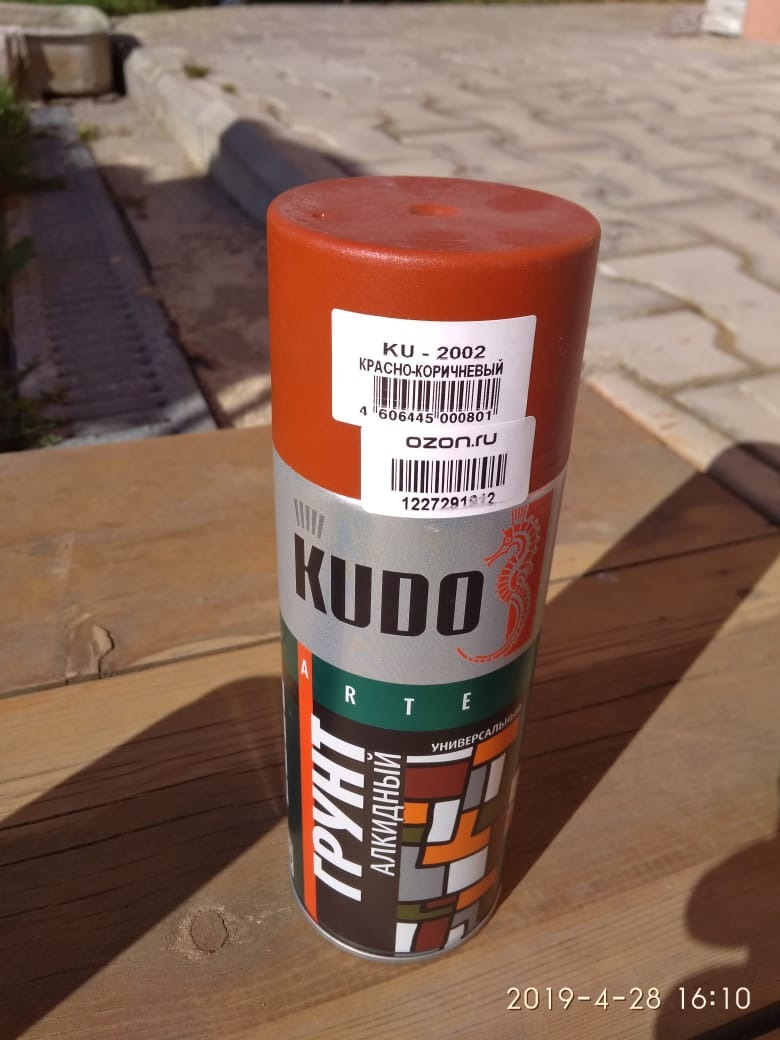 KU - 2002
КРАСНО-КОРИЧНЕВЫЙ
4 606445 000801
ozon.ru
KUDO
ARTE
УНИВЕРСАЛЬНЫЙ
ГРУНТ
АЛКИДНЫЙ
2019-4-28 16:10